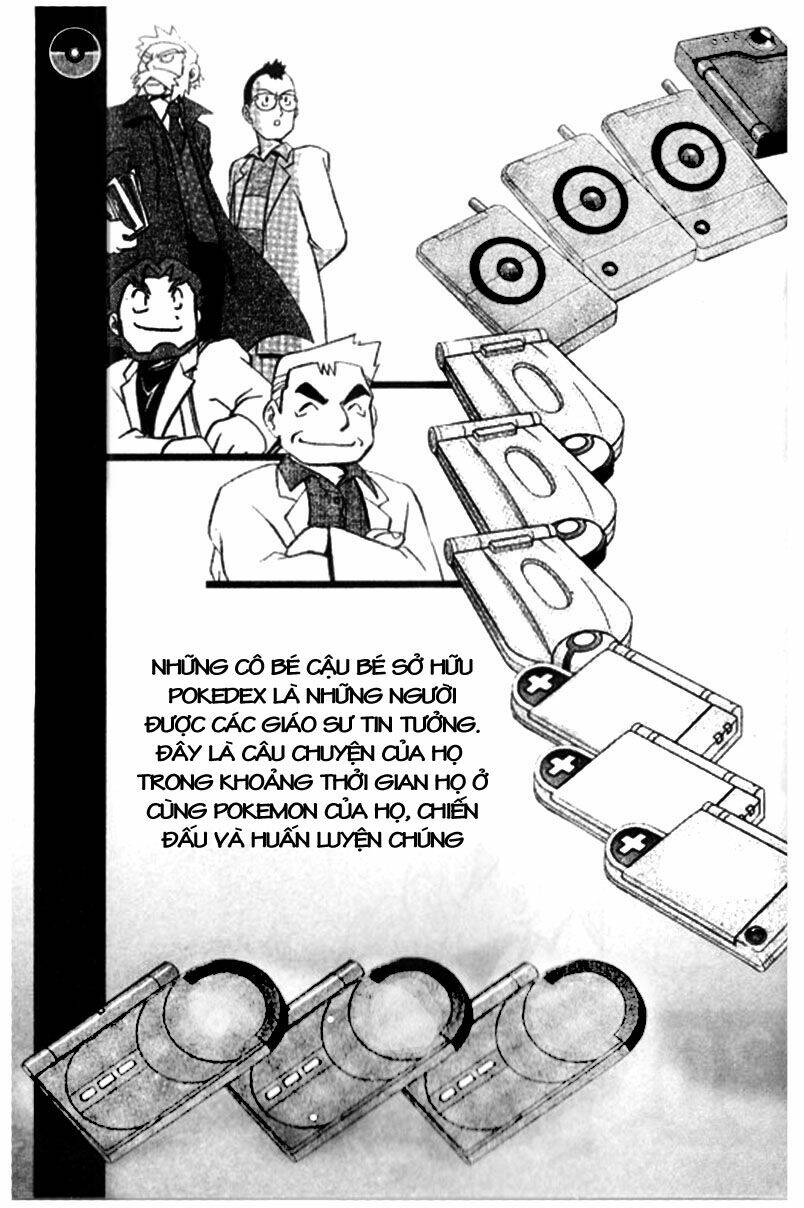 NHỮNG CÔ BÉ CẬU BÉ SỞ HỮU
POKEDEX LÀ NHỮNG NGƯỜI
ĐƯỢC CÁC GIÁO SƯ TIN TƯỞNG.
ĐÂY LÀ CÂU CHUYỆN CỦA HỌ
TRONG KHOẢNG THỞI GIAN HỌ Ở
CÙNG POKEMON CỦA HỌ, CHIẾN
ĐẤU VÀ HUẤN LUYỆN CHÚNG